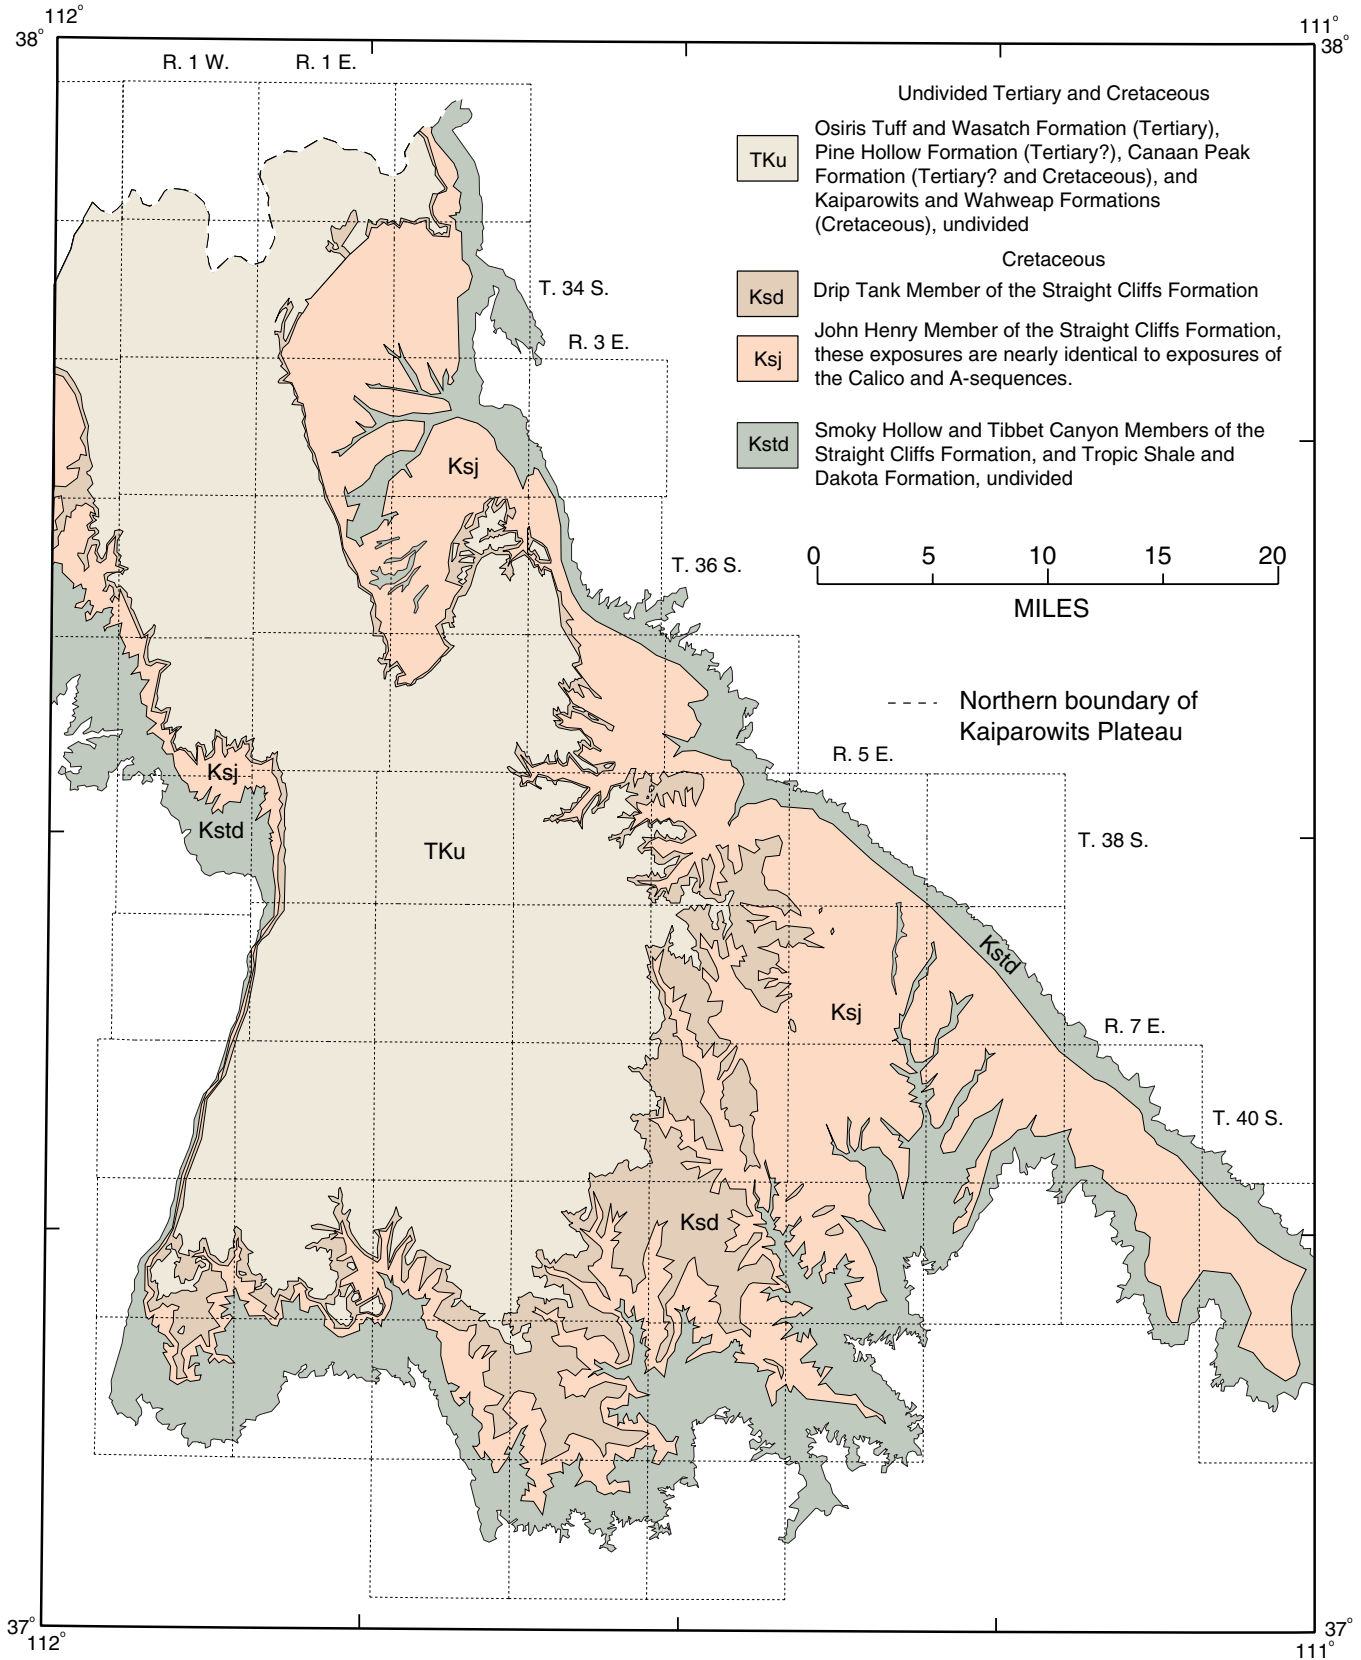 112°
111°
38°
38°
R. 1 W.
R. 1 E.
Undivided Tertiary and Cretaceous
TKu
Osiris Tuff and Wasatch Formation (Tertiary),
Pine Hollow Formation (Tertiary?), Canaan Peak
Formation (Tertiary? and Cretaceous), and
Kaiparowits and Wahweap Formations
(Cretaceous), undivided
Cretaceous
Ksd
Drip Tank Member of the Straight Cliffs Formation
Ksj
John Henry Member of the Straight Cliffs Formation,
these exposures are nearly identical to exposures of
the Calico and A-sequences.
Kstd
Smoky Hollow and Tibbet Canyon Members of the
Straight Cliffs Formation, and Tropic Shale and
Dakota Formation, undivided
T. 34 S.
R. 3 E.
Ksj
0 5 10 15 20
MILES
T. 36 S.
Northern boundary of
Kaiparowits Plateau
R. 5 E.
Ksj
Kstd
TKu
T. 38 S.
Kstd
Ksj
R. 7 E.
T. 40 S.
Ksd
37°
112°
37°
111°